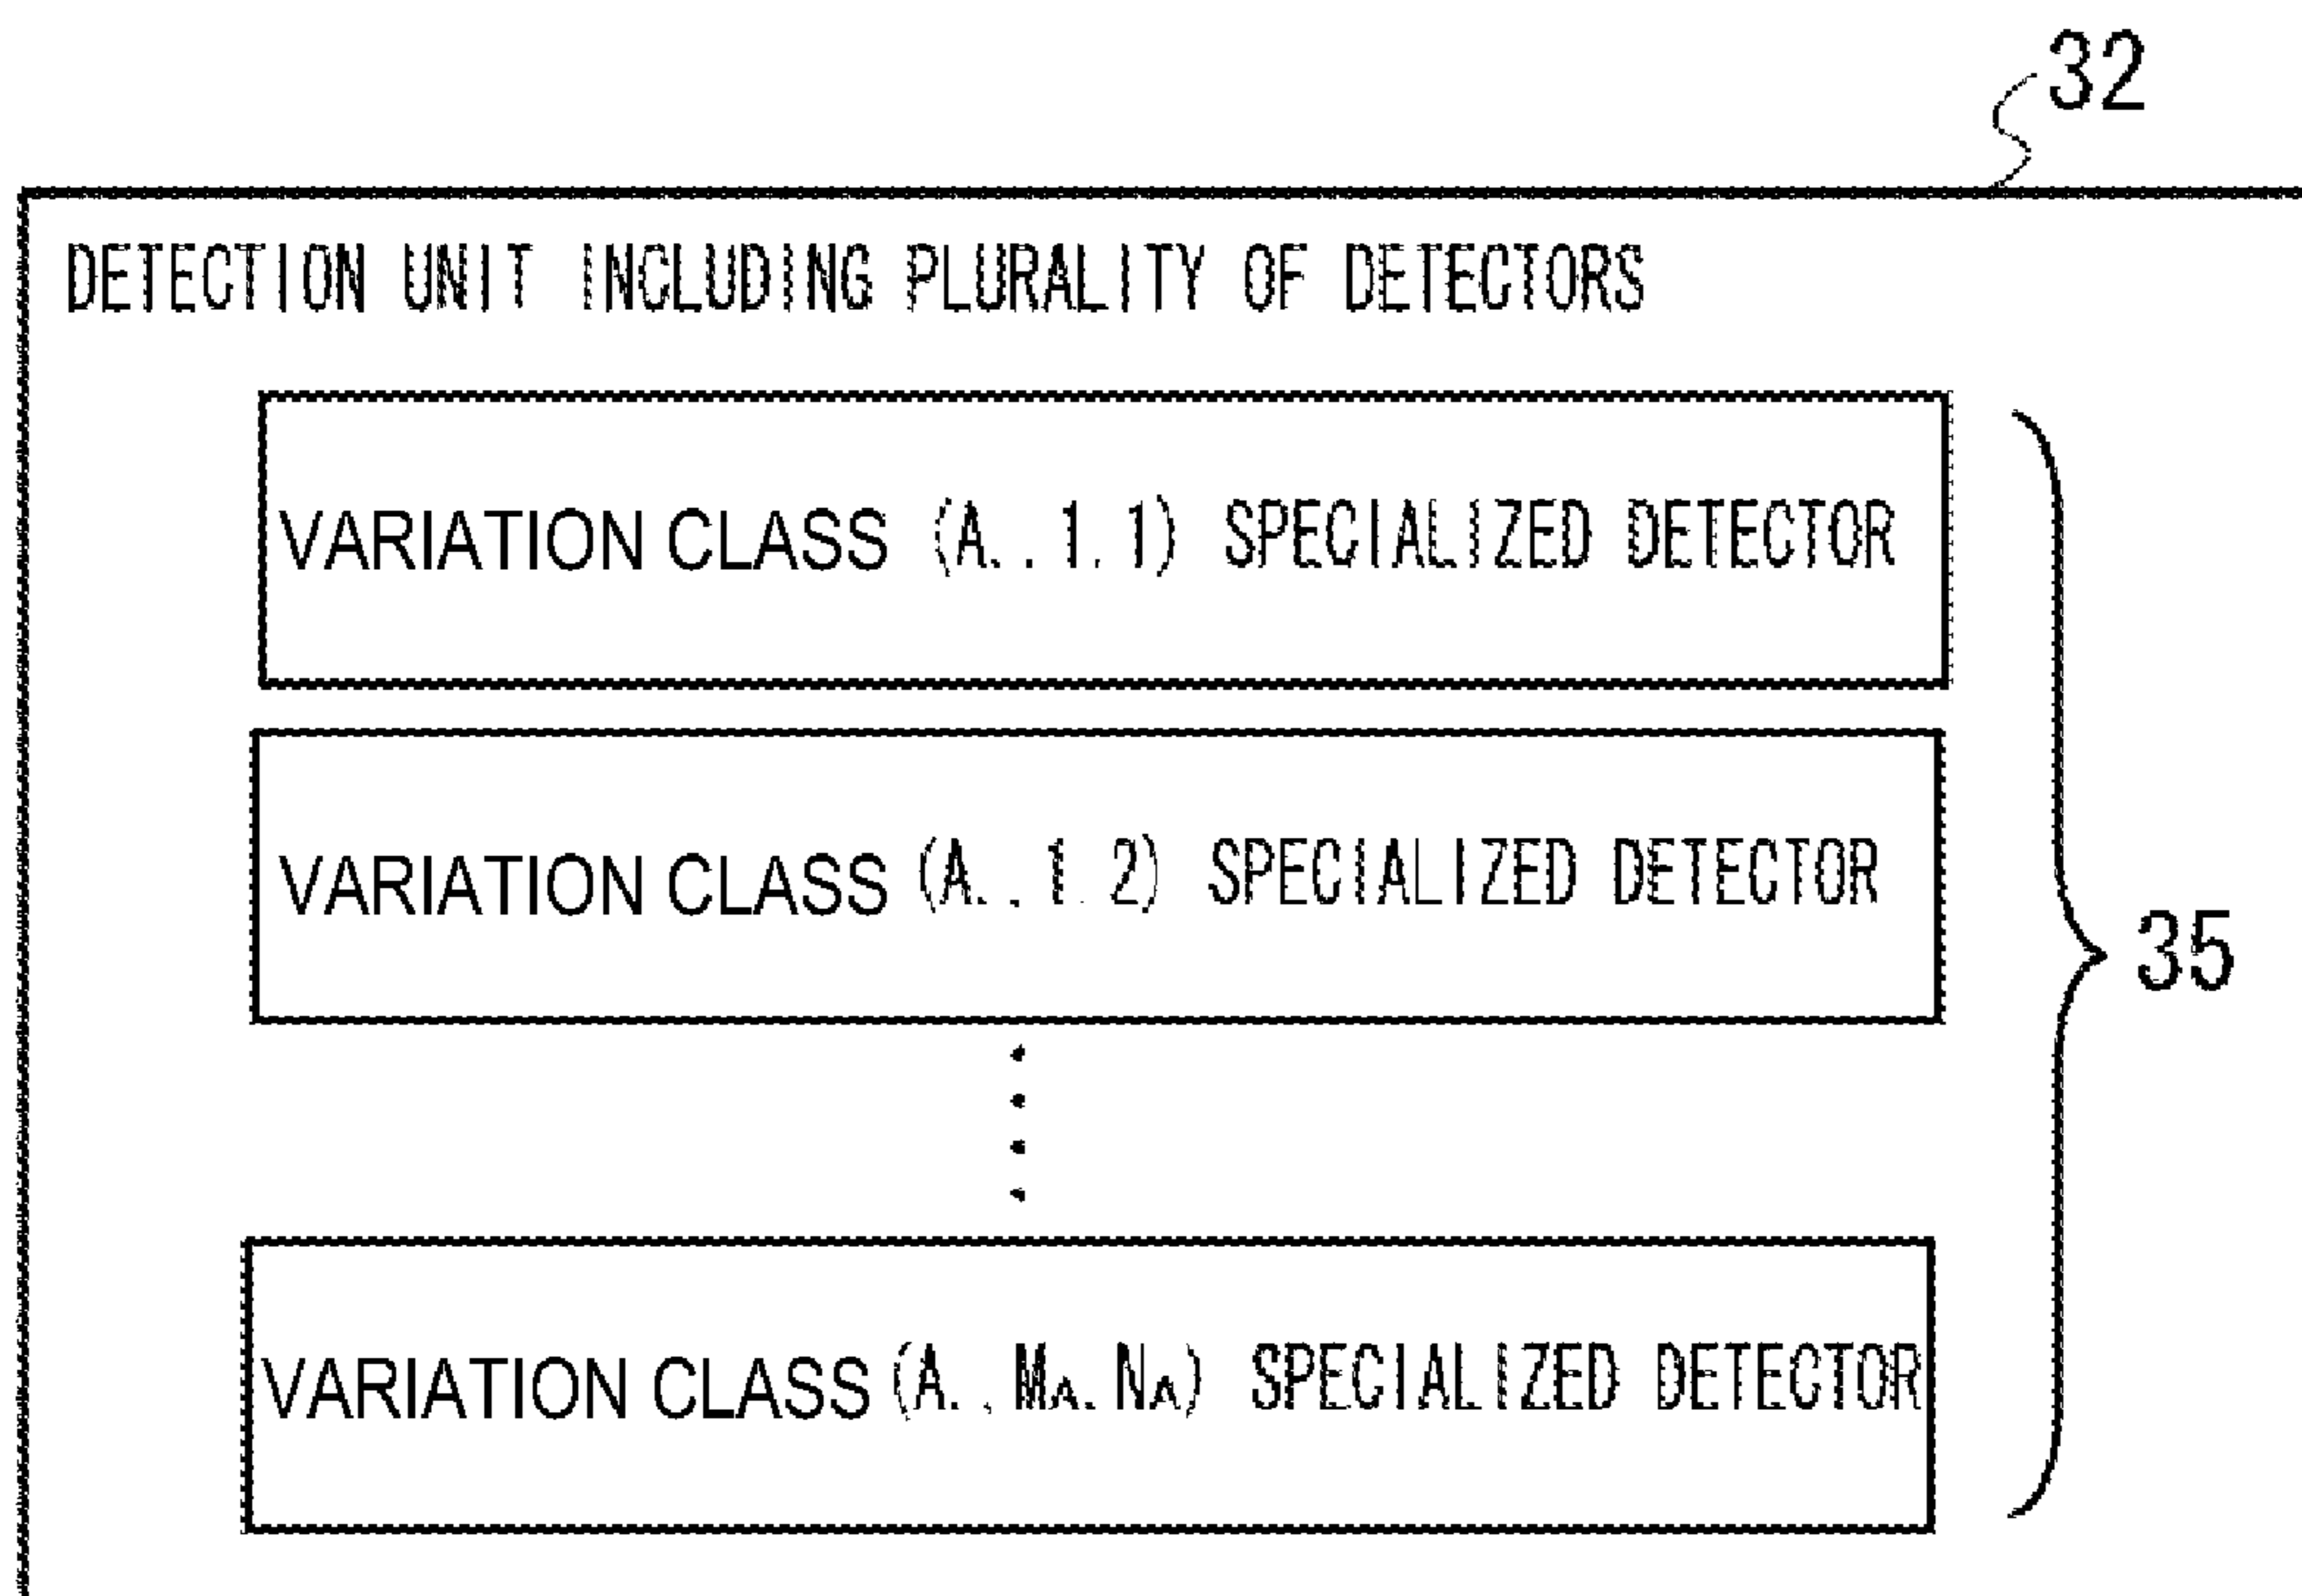 32
DETECTION UNIT INCLUDING PLURALITY OF DETECTORS
VARIATION CLASS (A. . 1. 1) SPECIALIZED DETECTOR
VARIATION CLASS (A. . 1. 2) SPECIALIZED DETECTOR
35
VARIATION CLASS (A. . MA. NA) SPECIALIZED DETECTOR